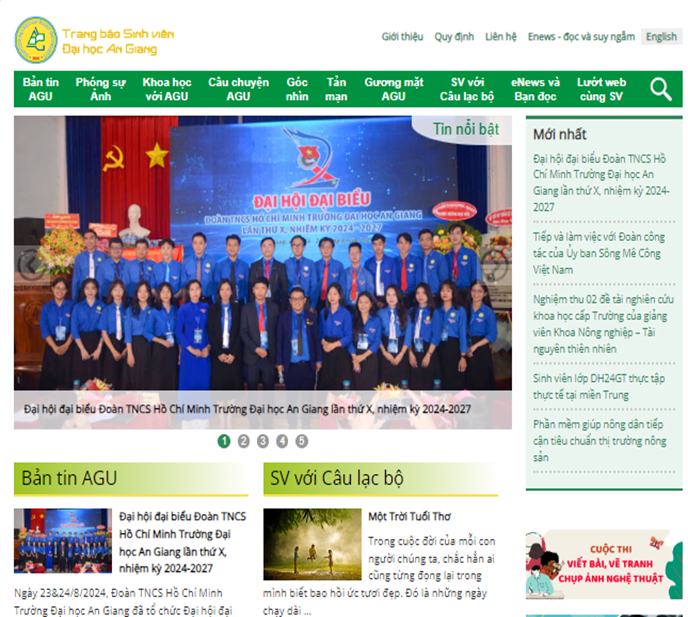 Trang báo Sinh viên
Đại học An Giang
Giới thiệu Quy định Liên hệ Enews - đọc và suy ngẫm English
Bản tin AGU
Phóng sự Ảnh
Khoa học với AGU
Câu chuyện AGU
Góc nhìn
Tản mạn
Gương mặt AGU
SV với Câu lạc bộ
eNews và Bạn đọc
Lướt web cùng SV
Tin nổi bật
ĐẠI HỘI ĐẠI BIỂU
ĐOÀN TNCS HỒ CHÍ MINH TRƯỜNG ĐẠI HỌC AN GIANG
LẦN THỨ X, NHIỆM KỲ 2024 - 2027
Đại hội đại biểu Đoàn TNCS Hồ Chí Minh Trường Đại học An Giang lần thứ X, nhiệm kỳ 2024-2027
1 2 3 4 5
Mới nhất
Đại hội đại biểu Đoàn TNCS Hồ
Chí Minh Trường Đại học An
Giang lần thứ X, nhiệm kỳ 2024-
2027
Tiếp và làm việc với Đoàn công
tác của Ủy ban Sông Mê Công
Việt Nam
Nghiệm thu 02 đề tài nghiên cứu
khoa học cấp Trường của giảng
viên Khoa Nông nghiệp – Tài
nguyên thiên nhiên
Sinh viên lớp DH24GT thực tập
thực tế tại miền Trung
Phần mềm giúp nông dân tiếp
cận tiêu chuẩn thị trường nông
sản
Bản tin AGU
Đại hội đại biểu Đoàn TNCS
Hồ Chí Minh Trường Đại
học An Giang lần thứ X,
nhiệm kỳ 2024-2027
Ngày 23&24/8/2024, Đoàn TNCS Hồ Chí Minh
Trường Đại học An Giang đã tổ chức Đại hội đại
SV với Câu lạc bộ
Một Trời Tuổi Thơ
Trong cuộc đời của mỗi con
người chúng ta, chắc hẳn ai
cũng từng đọng lại trong
mình biết bao hồi ức tươi đẹp. Đó là những ngày
chạy dài ...
CUỘC THI
VIẾT BÀI, VẼ TRANH
CHỤP ẢNH NGHỆ THUẬT